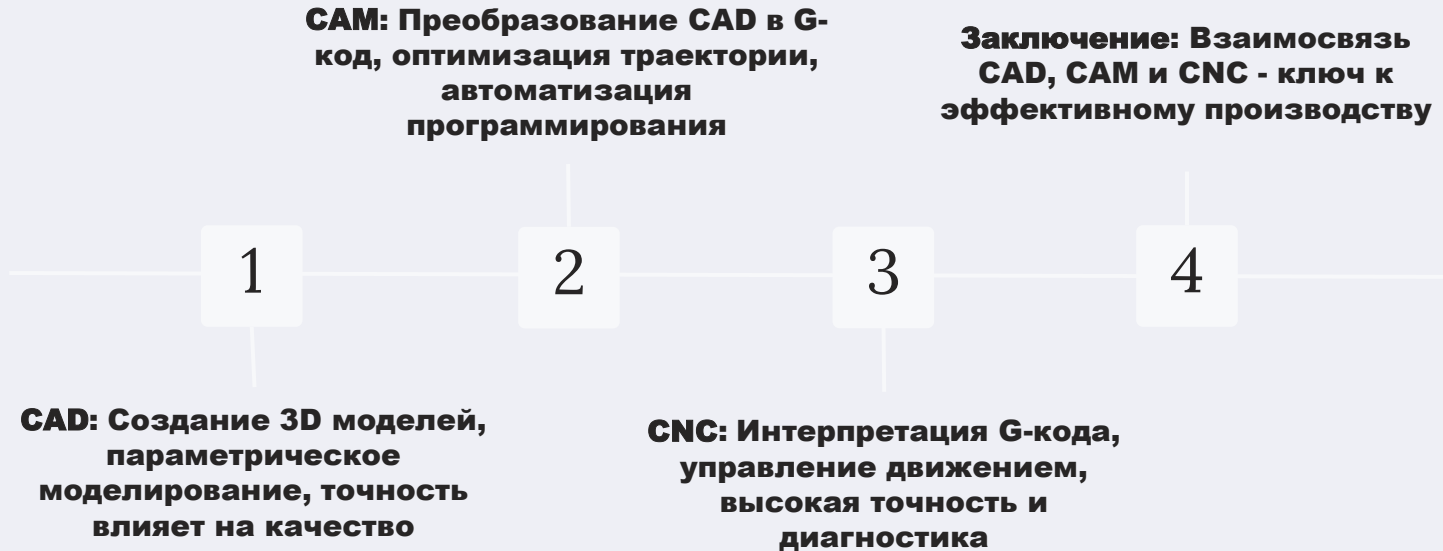 CAM: Преобразование CAD в G-
код, оптимизация траектории,
автоматизация
программирования
Заключение: Взаимосвязь
CAD, CAM и CNC - ключ к
эффективному производству
1
2
3
4
CAD: Создание 3D моделей,
параметрическое
моделирование, точность
влияет на качество
CNC: Интерпретация G-кода,
управление движением,
высокая точность и
диагностика